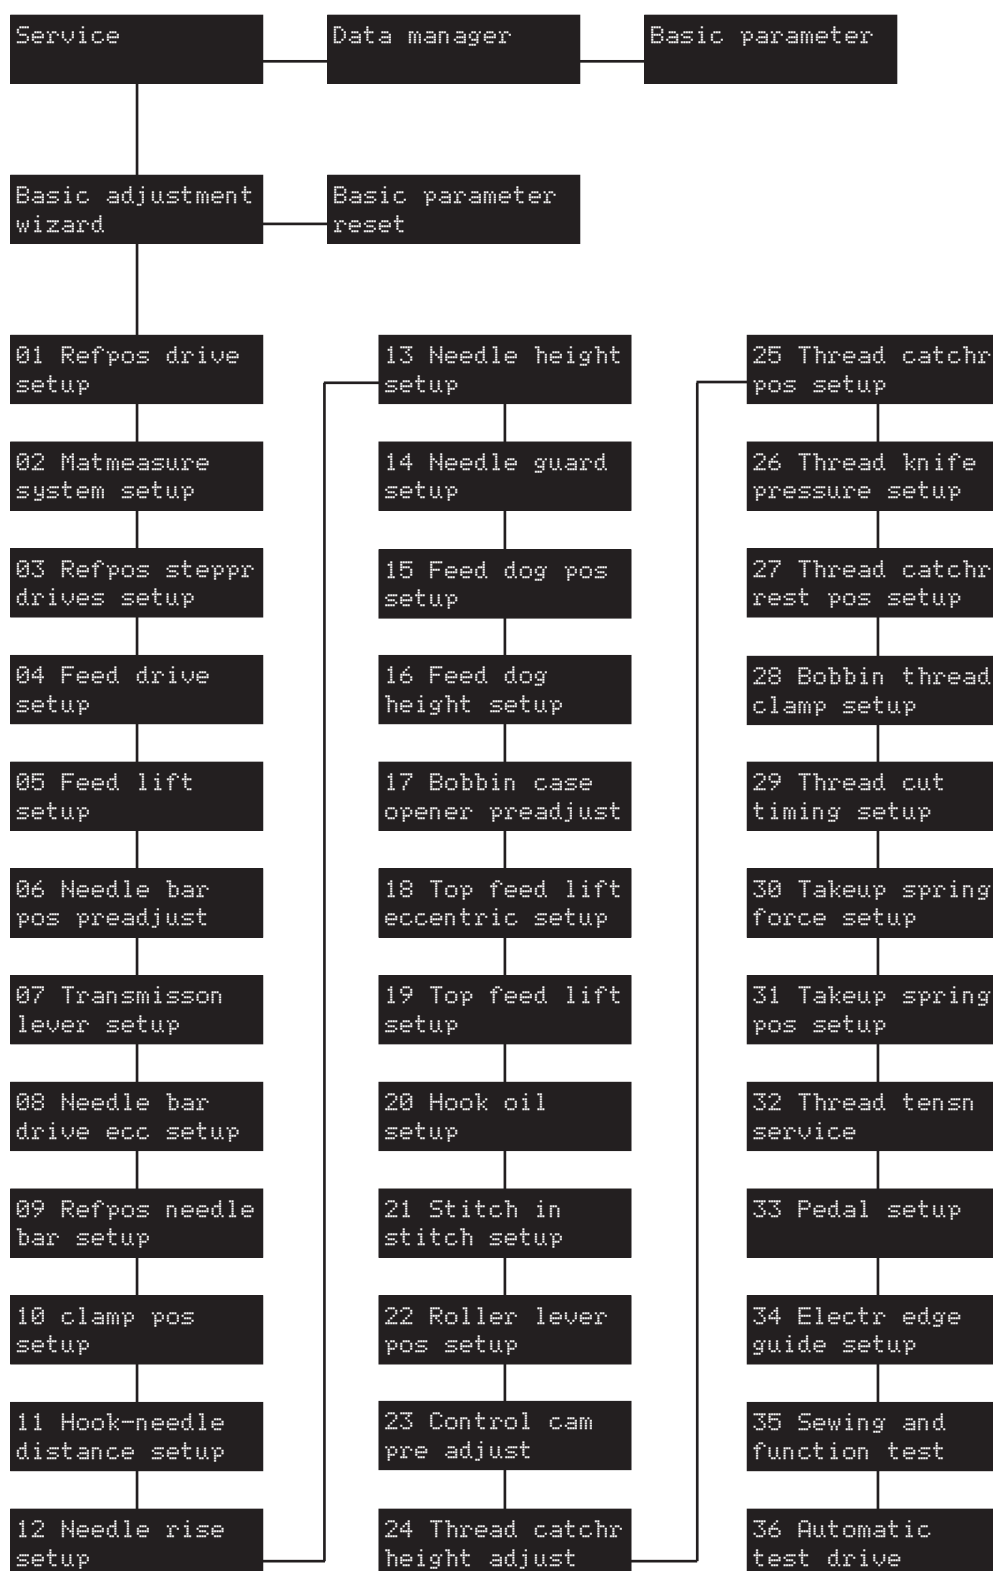 Service
Data manager
Basic parameter
Basic adjustment
wizard
Basic parameter
reset
01 Refpos drive
setup
02 Matmeasure
system setup
03 Refpos steppr
drives setup
04 Feed drive
setup
05 Feed lift
setup
06 Needle bar
pos preadjust
07 Transmisson
lever setup
08 Needle bar
drive ecc setup
09 Refpos needle
bar setup
10 clamp pos
setup
11 Hook-needle
distance setup
12 Needle rise
setup
13 Needle height
setup
14 Needle guard
setup
15 Feed dog pos
setup
16 Feed dog
height setup
17 Bobbin case
opener preadjust
18 Top feed lift
eccentric setup
19 Top feed lift
setup
20 Hook oil
setup
21 Stitch in
stitch setup
22 Roller lever
pos setup
23 Control cam
pre adjust
24 Thread catchr
height adjust
25 Thread catchr
pos setup
26 Thread knife
pressure setup
27 Thread catchr
rest pos setup
28 Bobbin thread
clamp setup
29 Thread cut
timing setup
30 Takeup spring
force setup
31 Takeup spring
pos setup
32 Thread tensn
service
33 Pedal setup
34 Electr edge
guide setup
35 Sewing and
function test
36 Automatic
test drive